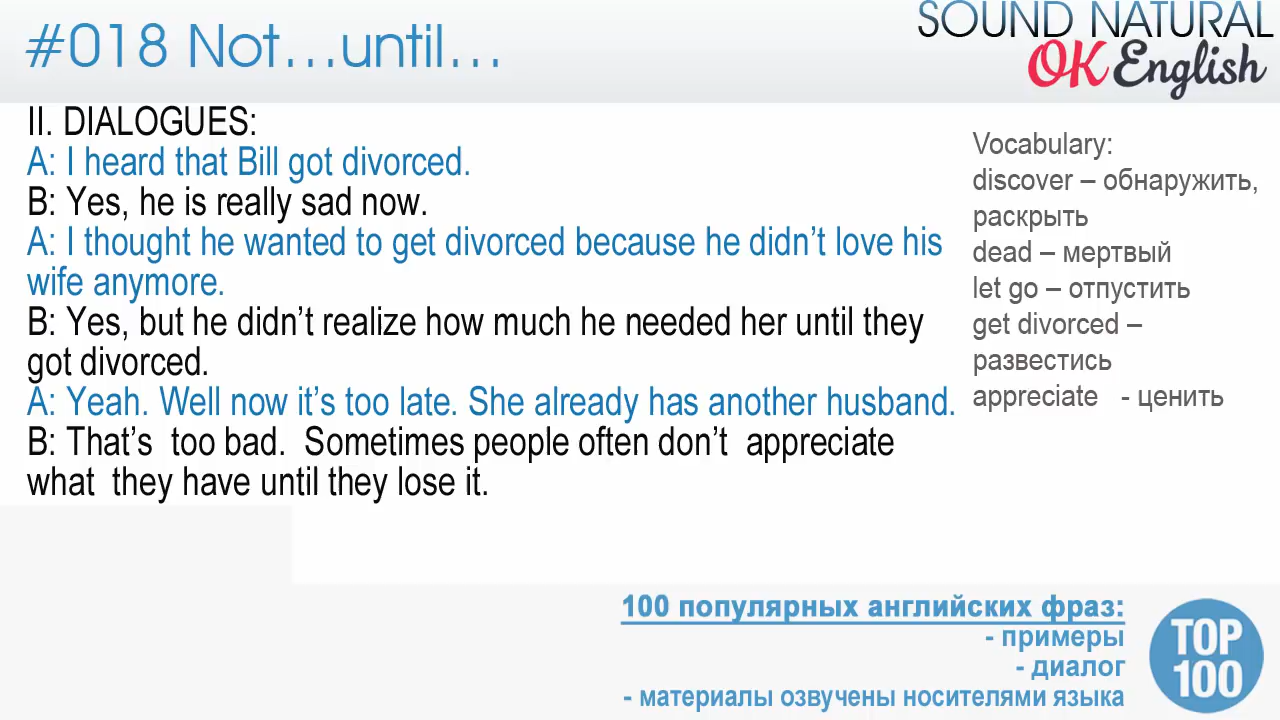 #018 Not…until…
SOUND NATURAL
OK English
II. DIALOGUES:
A: I heard that Bill got divorced.
B: Yes, he is really sad now.
A: I thought he wanted to get divorced because he didn’t love his
wife anymore.
B: Yes, but he didn’t realize how much he needed her until they
got divorced.
A: Yeah. Well now it’s too late. She already has another husband.
B: That’s too bad. Sometimes people often don’t appreciate
what they have until they lose it.
Vocabulary:
discover – обнаружить,
раскрыть
dead – мертвый
let go – отпустить
get divorced –
развестись
appreciate - ценить
100 популярных английских фраз:
- примеры
- диалог
- материалы озвучены носителями языка
TOP
100